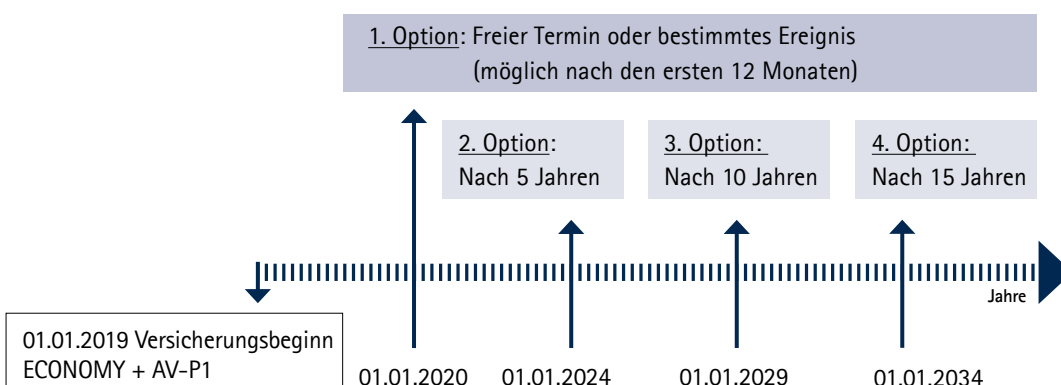 1. Option: Freier Termin oder bestimmtes Ereignis
(möglich nach den ersten 12 Monaten)
2. Option:
Nach 5 Jahren
3. Option:
Nach 10 Jahren
4. Option:
Nach 15 Jahren
Jahre
01.01.2019 Versicherungsbeginn
ECONOMY + AV-P1
01.01.2020
01.01.2024
01.01.2029
01.01.2034